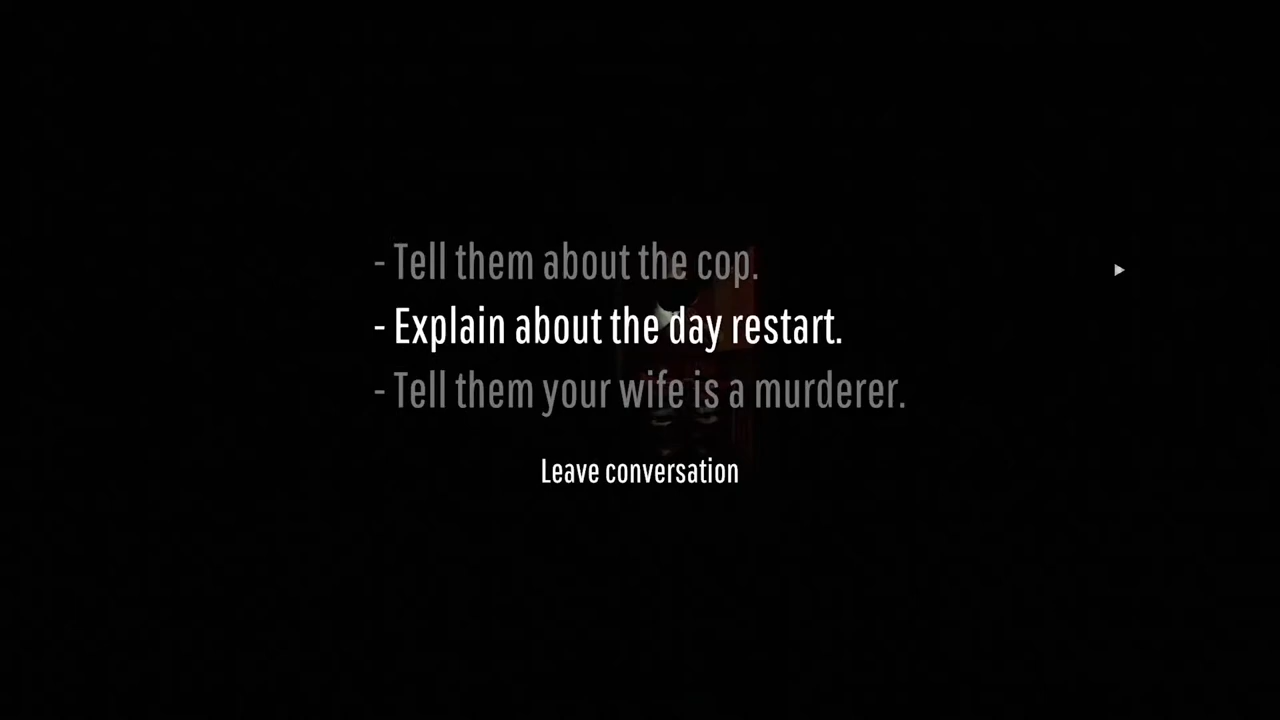 - Tell them about the cop.
- Explain about the day restart.
- Tell them your wife is a murderer.
Leave conversation